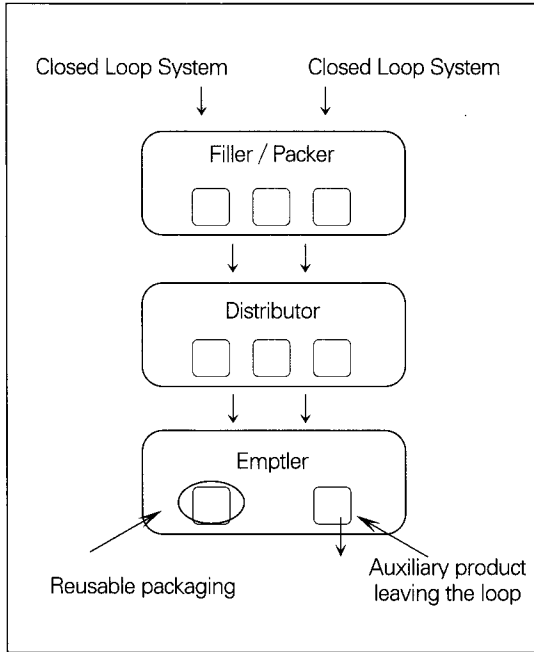 Closed Loop System
Closed Loop System
Filler / Packer
Distributor
Emptler
Reusable packaging
Auxiliary product
leaving the loop